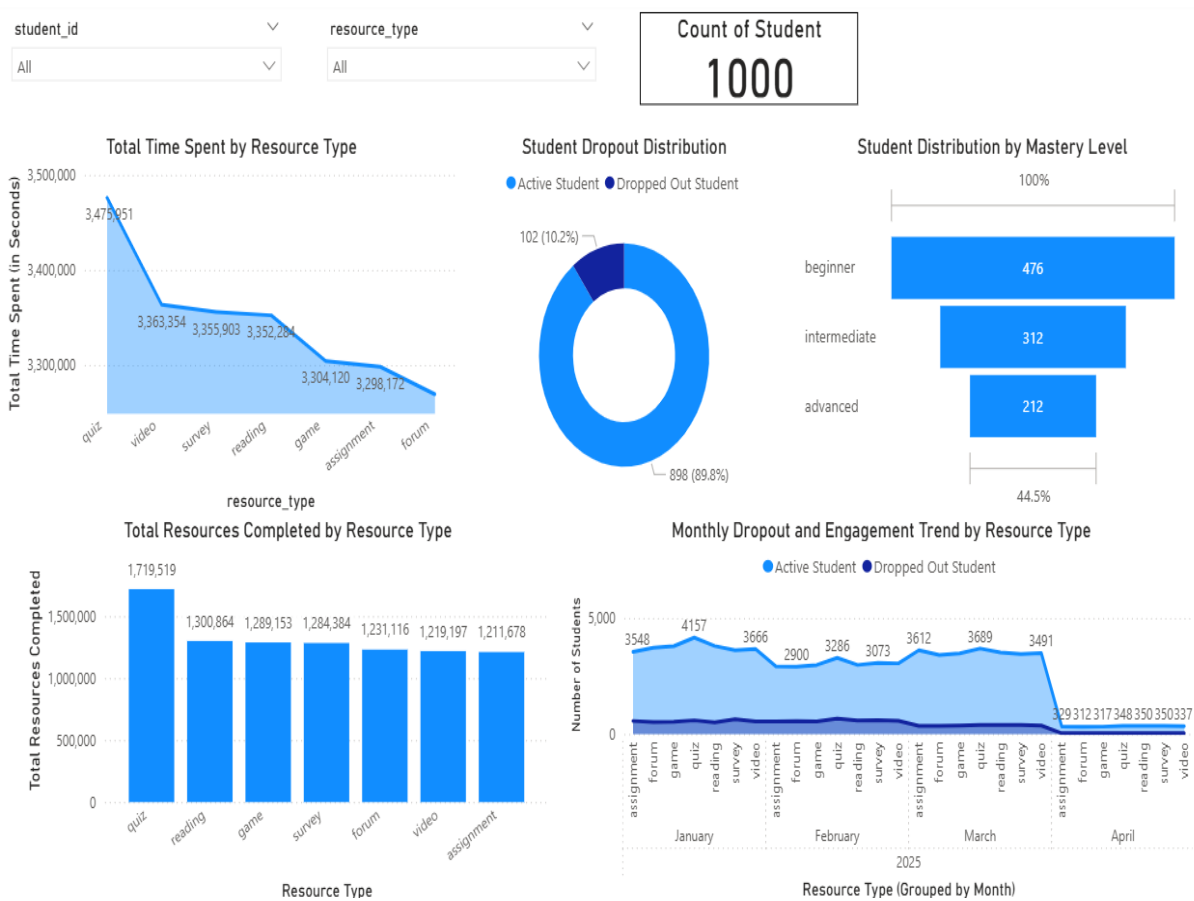 student_id
resource_type
Count of Student
All
All
1000
Total Time Spent by Resource Type
Total Time Spent (in Seconds)
3,500,000
3,400,000
3,300,000
3,475,951
3,363,354
3,355,903
3,352,284
3,304,120
3,298,172
quiz
video
survey
reading
game
assignment
forum
resource_type
Student Dropout Distribution
Active Student
Dropped Out Student
102 (10.2%)
898 (89.8%)
Student Distribution by Mastery Level
100%
beginner
476
intermediate
312
advanced
212
44.5%
Total Resources Completed by Resource Type
Total Resources Completed
1,500,000
1,000,000
500,000
0
1,719,519
1,300,864
1,289,153
1,284,384
1,231,116
1,219,197
1,211,678
quiz
reading
game
survey
forum
video
assignment
Resource Type
Monthly Dropout and Engagement Trend by Resource Type
Active Student
Dropped Out Student
Number of Students
5,000
0
3548
4157
3666
2900
3286
3073
3612
3689
3491
329
312
317
348
350
350
337
assignment
forum
game
quiz
reading
survey
video
assignment
forum
game
quiz
reading
survey
video
assignment
forum
game
quiz
reading
survey
video
assignment
forum
game
quiz
reading
survey
video
January
February
March
April
2025
Resource Type (Grouped by Month)